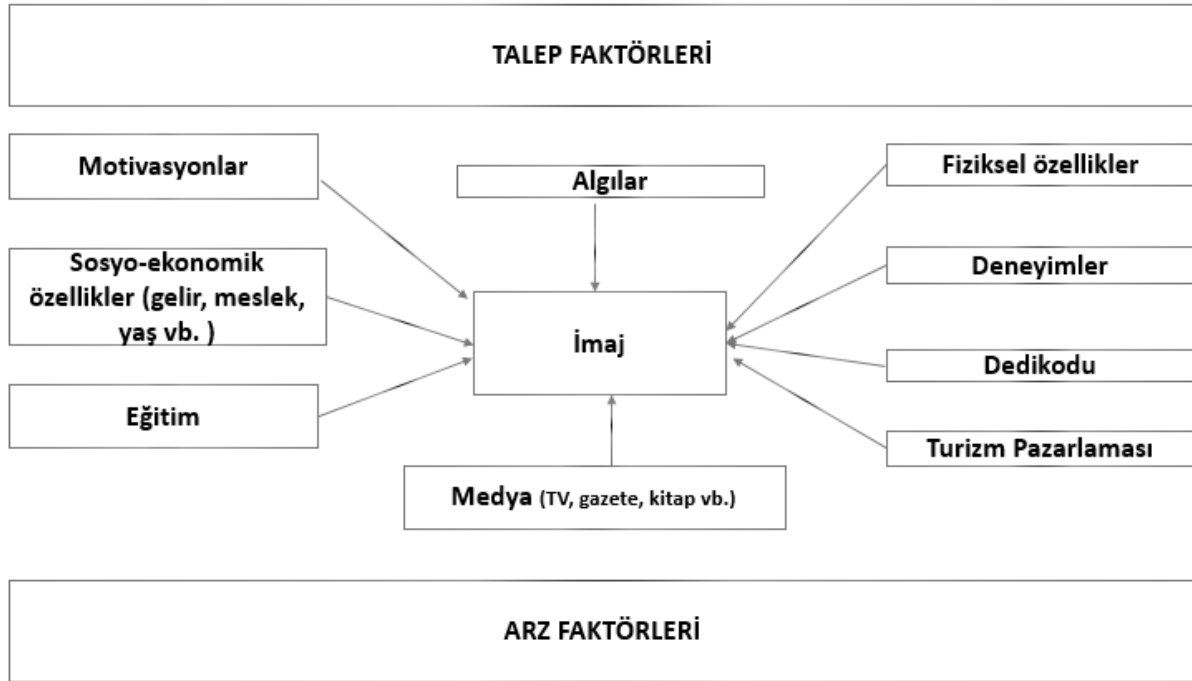 TALEP FAKTÖRLERİ
Motivasyonlar
Algılar
Fiziksel özellikler
Sosyo-ekonomik
özellikler (gelir, meslek,
yaş vb. )
Deneyimler
İmaj
Dedikodu
Eğitim
Turizm Pazarlaması
Medya (TV, gazete, kitap vb.)
ARZ FAKTÖRLERİ